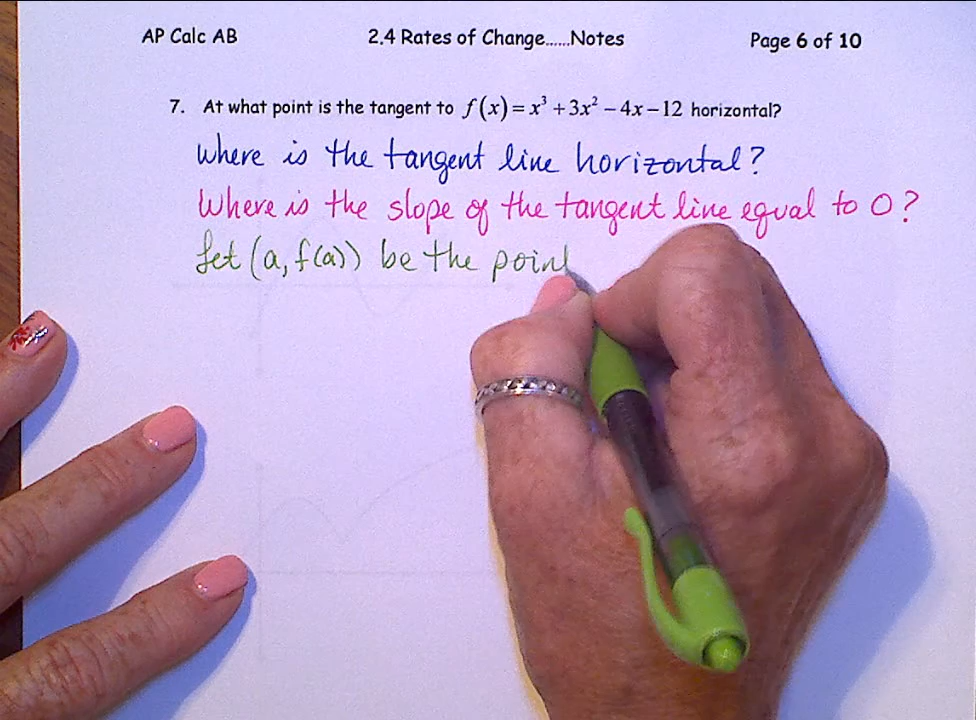 AP Calc AB 2.4 Rates of Change......Notes Page 6 of 10
7. At what point is the tangent to f(x) = x³ + 3x² − 4x − 12 horizontal?
Where is the tangent line horizontal?
Where is the slope of the tangent line equal to 0?
Let (a, f(a)) be the point